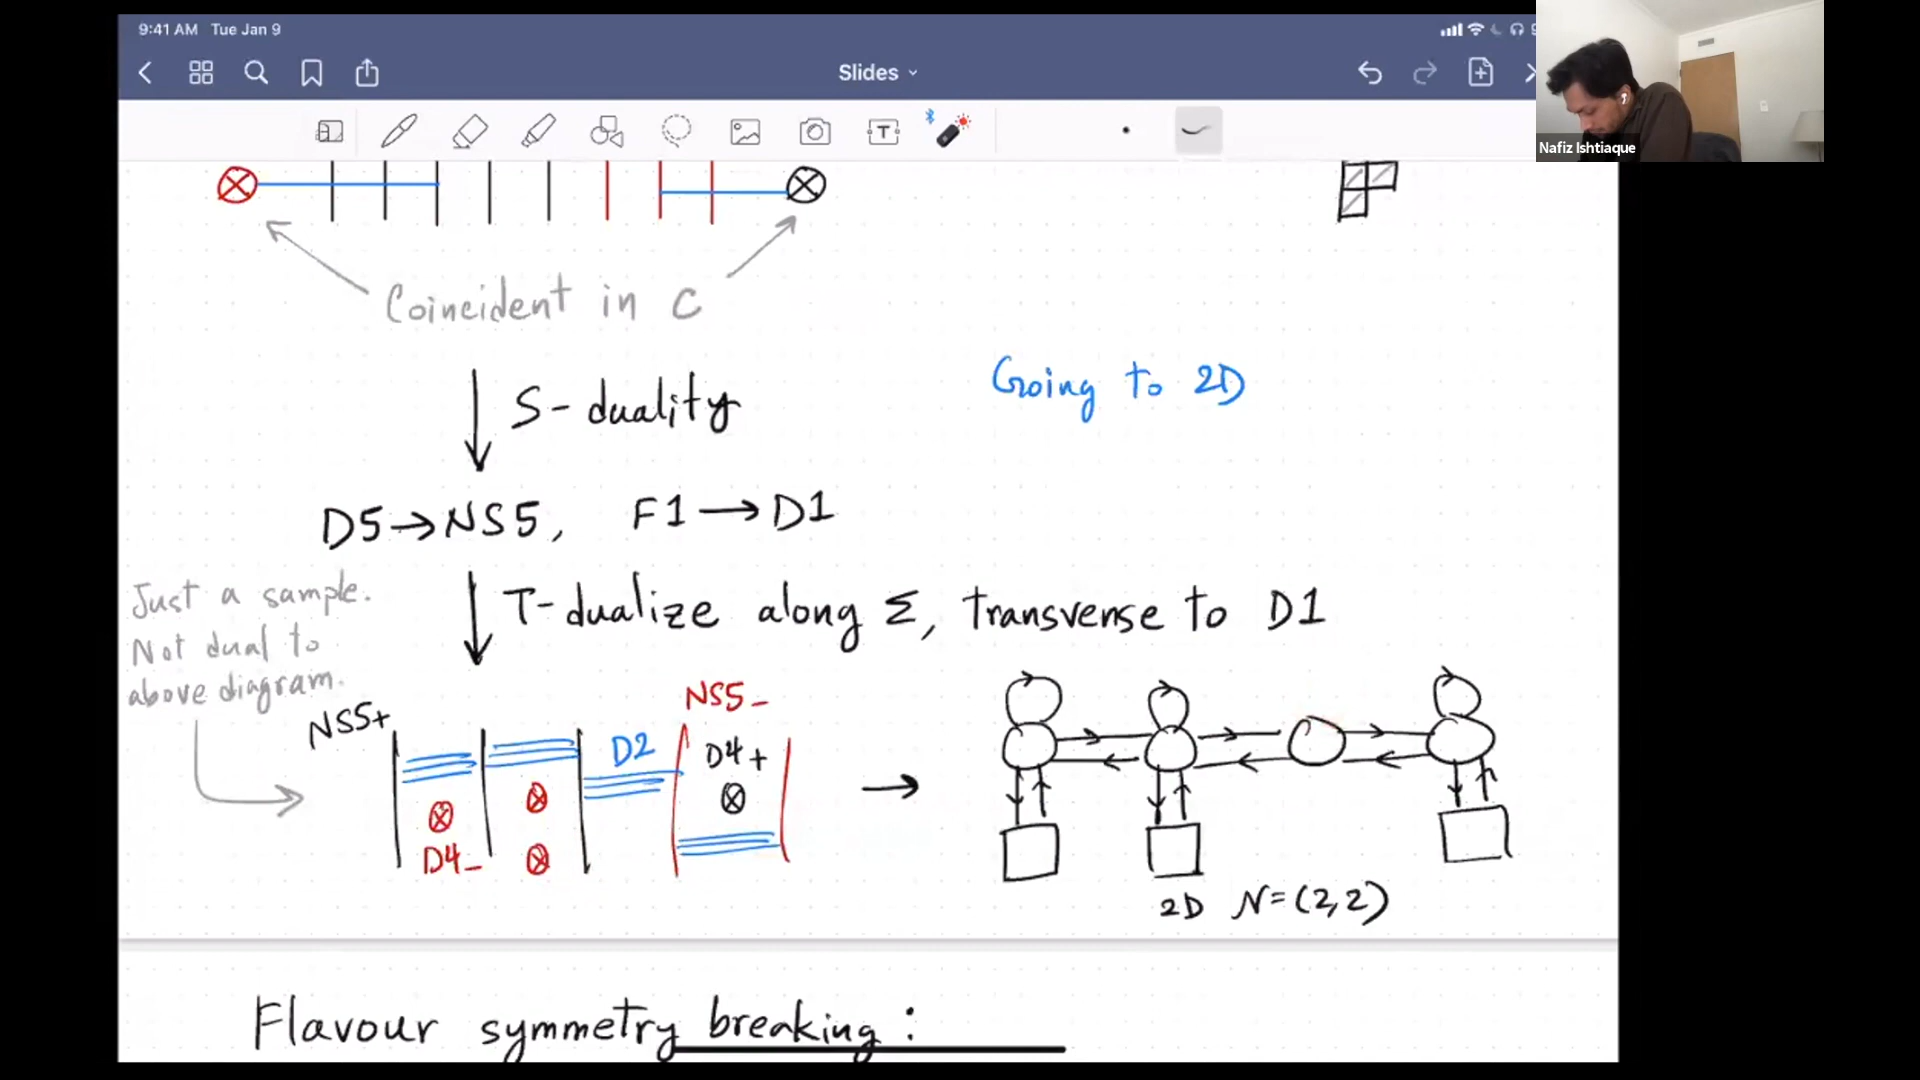 9:41 AM Tue Jan 9
Slides
T
Nafiz Ishtiaque
Coincident in C
S-duality
Going to 2D
D5→NS5, F1→D1
T-dualize along Σ, transverse to D1
Just a sample.
Not dual to
above diagram.
NS5+
D4-
D2
NS5-
D4+
2D N=(2,2)
Flavour symmetry breaking: